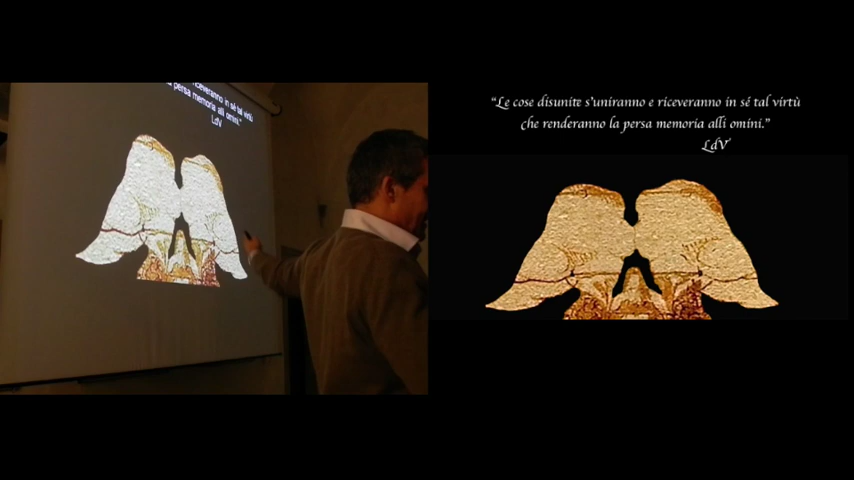 riceveranno in sé tal virtù
persa memoria alli omini."
LdV
"Le cose disunite s'uniranno e riceveranno in sé tal virtù
che renderanno la persa memoria alli omini."
LdV